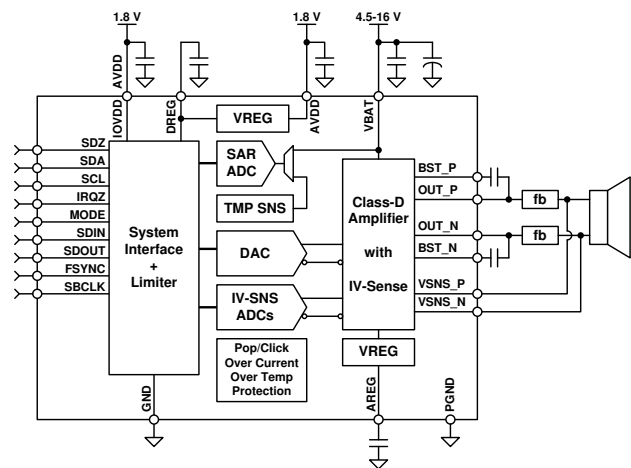 1.8 V
1.8 V
4.5-16 V
AVDD
IOVDD
DREG
AVDD
VBAT
VREG
SDZ
SDA
SCL
IRQZ
MODE
SDIN
SDOUT
FSYNC
SBCLK
System
Interface
+
Limiter
SAR
ADC
TMP SNS
DAC
IV-SNS
ADCs
Pop/Click
Over Current
Over Temp
Protection
Class-D
Amplifier
with
IV-Sense
VREG
BST_P
OUT_P
OUT_N
BST_N
VSNS_P
VSNS_N
fb
fb
GND
AREG
PGND